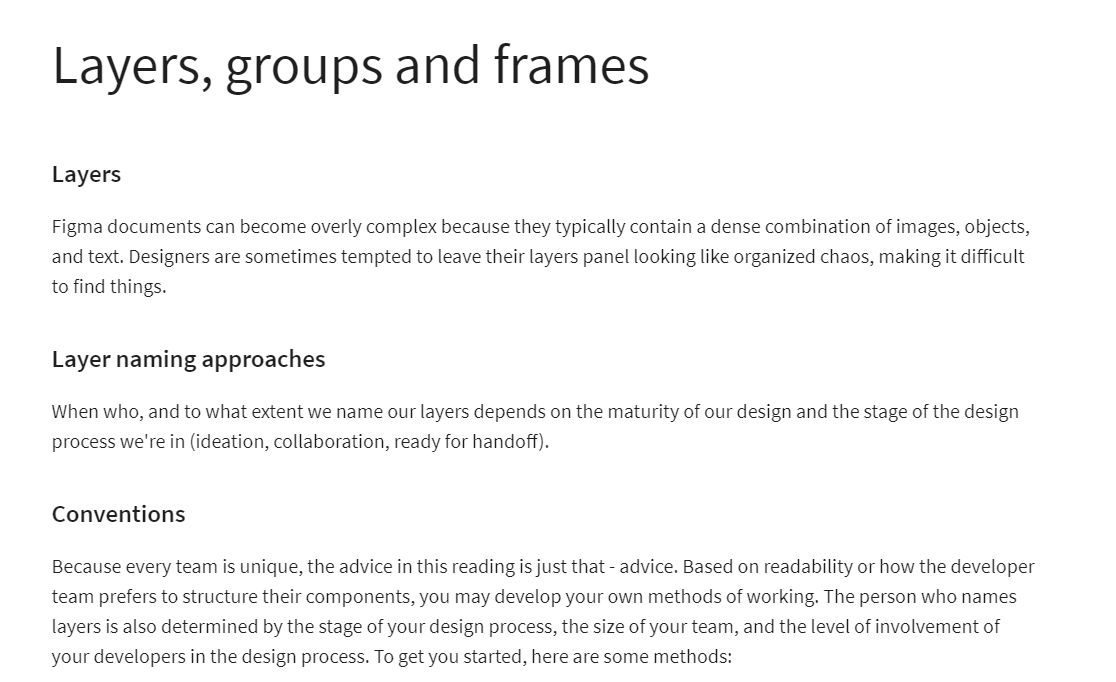 Layers, groups and frames
Layers
Figma documents can become overly complex because they typically contain a dense combination of images, objects,
and text. Designers are sometimes tempted to leave their layers panel looking like organized chaos, making it difficult
to find things.
Layer naming approaches
When who, and to what extent we name our layers depends on the maturity of our design and the stage of the design
process we're in (ideation, collaboration, ready for handoff).
Conventions
Because every team is unique, the advice in this reading is just that - advice. Based on readability or how the developer
team prefers to structure their components, you may develop your own methods of working. The person who names
layers is also determined by the stage of your design process, the size of your team, and the level of involvement of
your developers in the design process. To get you started, here are some methods: